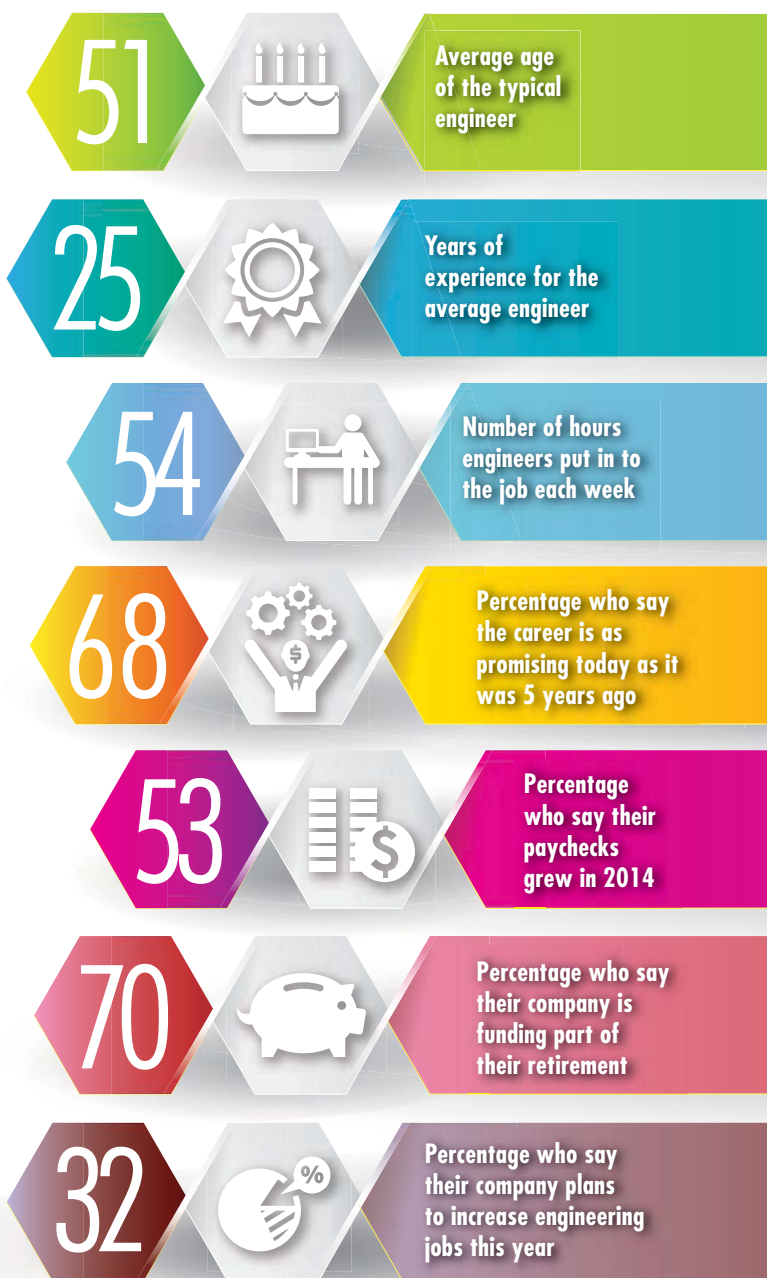 51
Average age
of the typical
engineer
25
Years of
experience for the
average engineer
54
Number of hours
engineers put in to
the job each week
68
$
Percentage who say
the career is as
promising today as it
was 5 years ago
53
$
Percentage
who say their
paychecks
grew in 2014
70
Percentage who say
their company is
funding part of
their retirement
32
%
Percentage who say
their company plans
to increase engineering
jobs this year